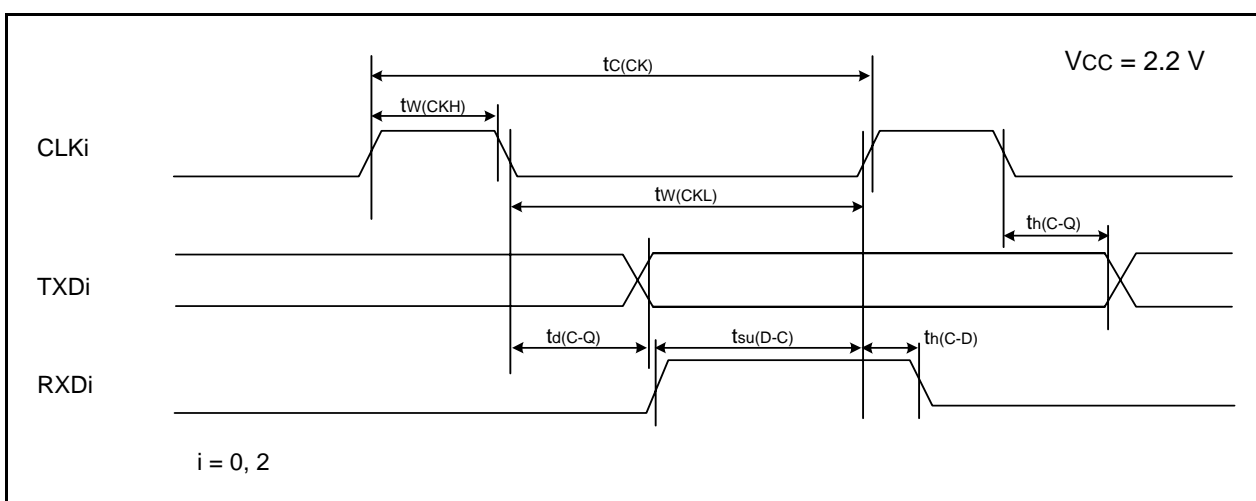 tC(CK)
VCC = 2.2 V
tW(CKH)
CLKi
tW(CKL)
th(C-Q)
TXDi
td(C-Q)
tsu(D-C)
th(C-D)
RXDi
i = 0, 2